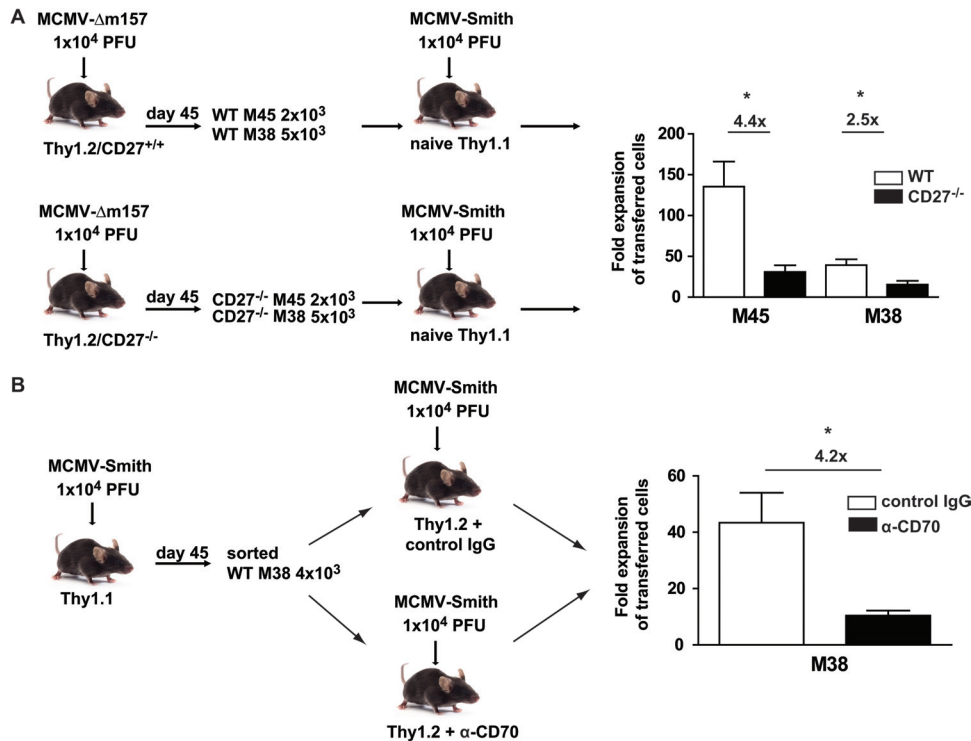 A
MCMV-Δm157
1x10⁴ PFU
Thy1.2/CD27⁺/⁺
day 45
WT M45 2x10³
WT M38 5x10³
MCMV-Smith
1x10⁴ PFU
naive Thy1.1
MCMV-Δm157
1x10⁴ PFU
Thy1.2/CD27⁻/⁻
day 45
CD27⁻/⁻ M45 2x10³
CD27⁻/⁻ M38 5x10³
MCMV-Smith
1x10⁴ PFU
naive Thy1.1
Fold expansion
of transferred cells
200
150
100
50
0
*
4.4x
*
2.5x
WT
CD27⁻/⁻
M45
M38
B
MCMV-Smith
1x10⁴ PFU
Thy1.1
day 45
sorted
WT M38 4x10³
MCMV-Smith
1x10⁴ PFU
Thy1.2 +
control IgG
MCMV-Smith
1x10⁴ PFU
Thy1.2 + α-CD70
Fold expansion
of transferred cells
60
40
20
0
*
4.2x
control IgG
α-CD70
M38